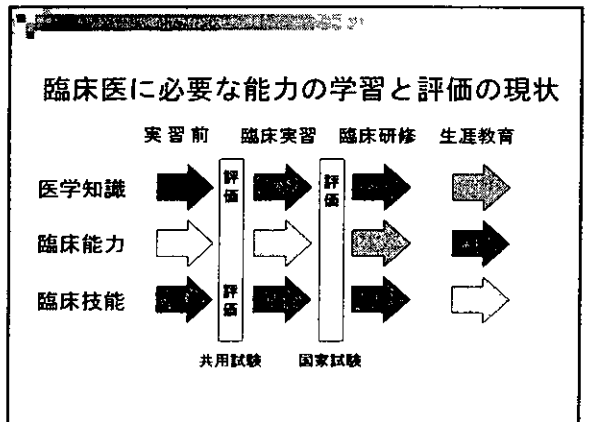 臨床医に必要な能力の学習と評価の現状
実習前 臨床実習 臨床研修 生涯教育
医学知識 評価 評価
臨床能力
臨床技能 評価
共用試験 国家試験